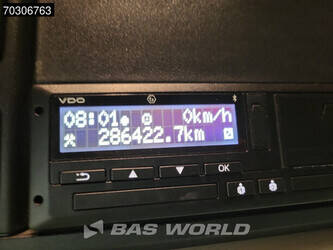 70306763
VDO
08:01 0km/h
286422.7km
OK
BAS WORLD